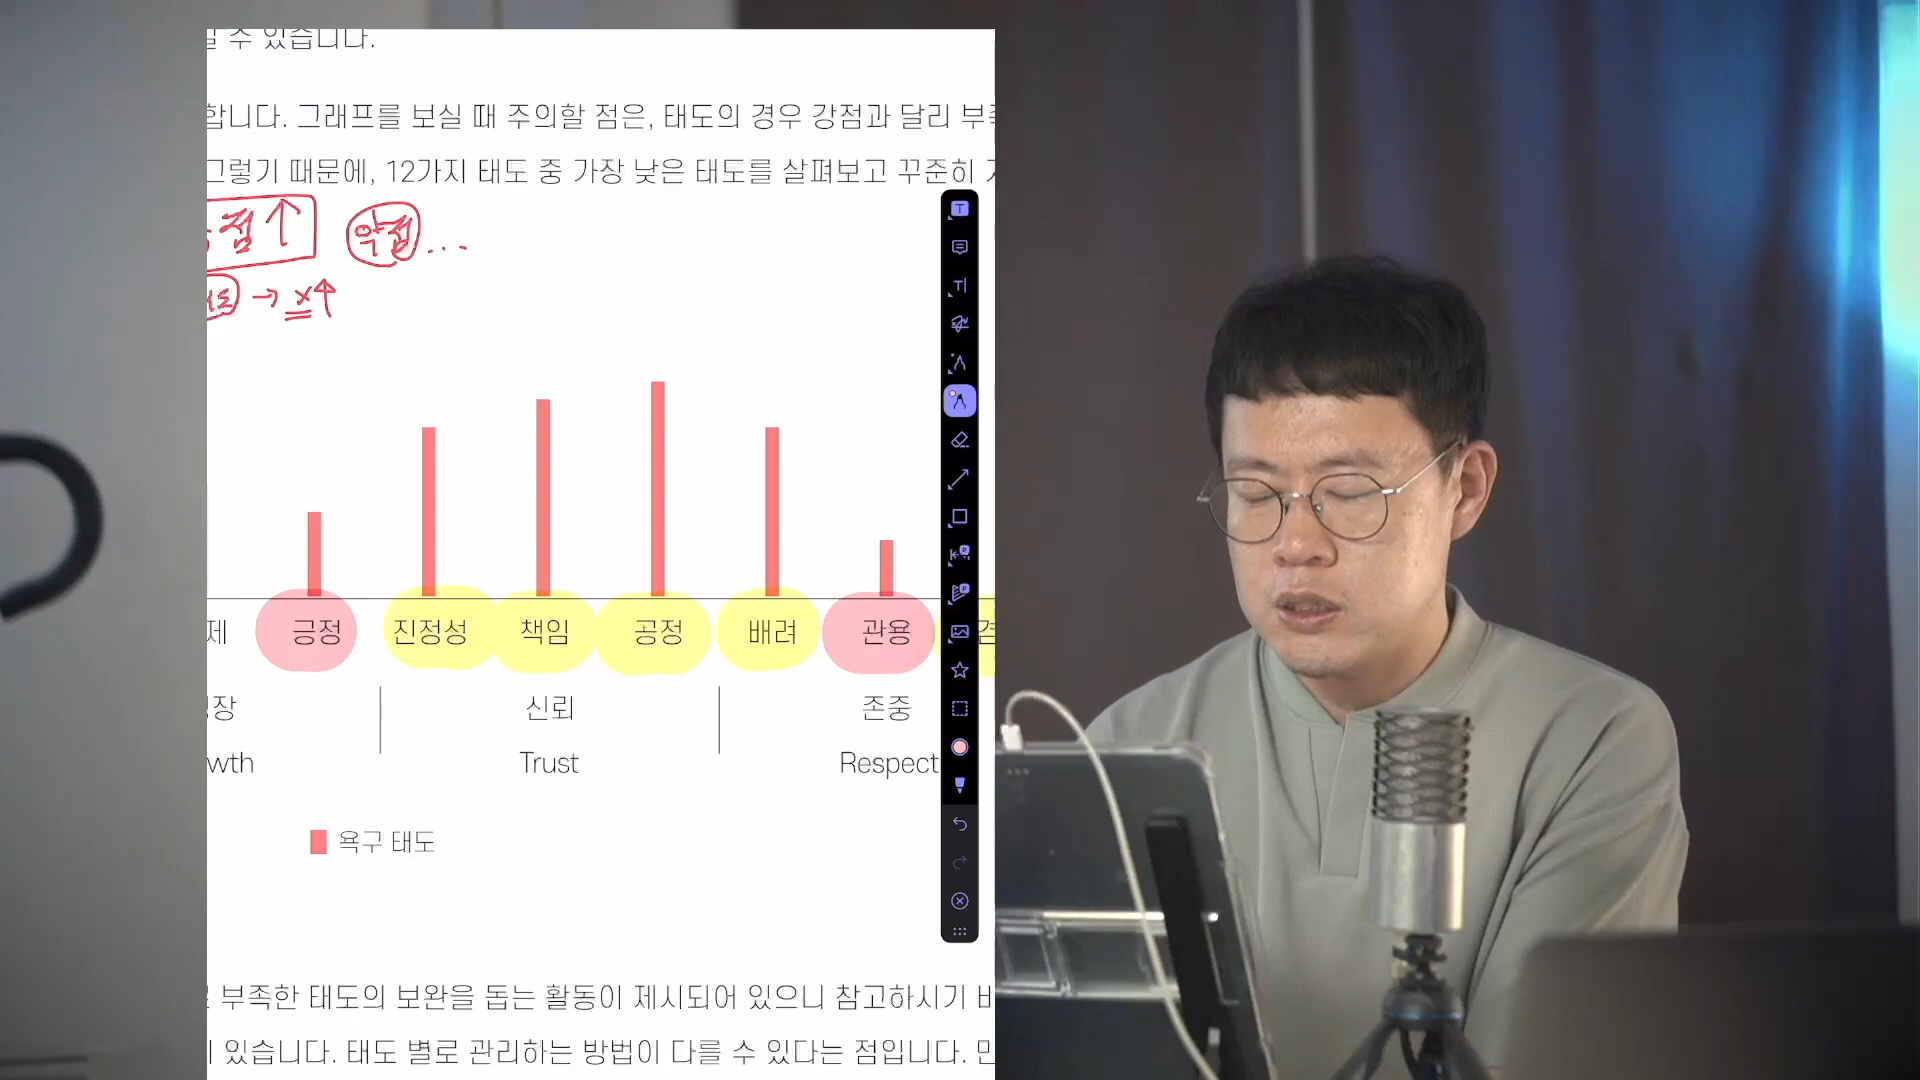 수 있습니다.
합니다. 그래프를 보실 때 주의할 점은, 태도의 경우 강점과 달리
그렇기 때문에, 12가지 태도 중 가장 낮은 태도를 살펴보고 꾸준히
점↑ 약점...
→ x↑
제 긍정 진정성 책임 공정 배려 관용 겸
장 신뢰 존중
wth Trust Respect
욕구 태도
부족한 태도의 보완을 돕는 활동이 제시되어 있으니 참고하시기
있습니다. 태도 별로 관리하는 방법이 다를 수 있다는 점입니다.